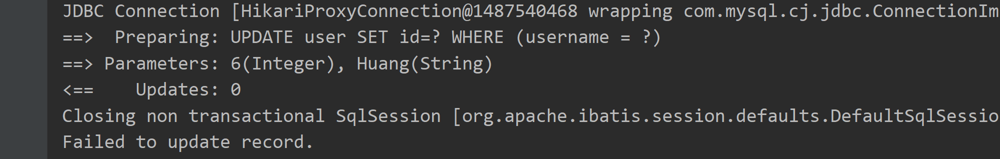 JDBC Connection [HikariProxyConnection@1487540468 wrapping com.mysql.cj.jdbc.ConnectionIm
==>  Preparing: UPDATE user SET id=? WHERE (username = ?)
==> Parameters: 6(Integer), Huang(String)
<==    Updates: 0
Closing non transactional SqlSession [org.apache.ibatis.session.defaults.DefaultSqlSessio
Failed to update record.